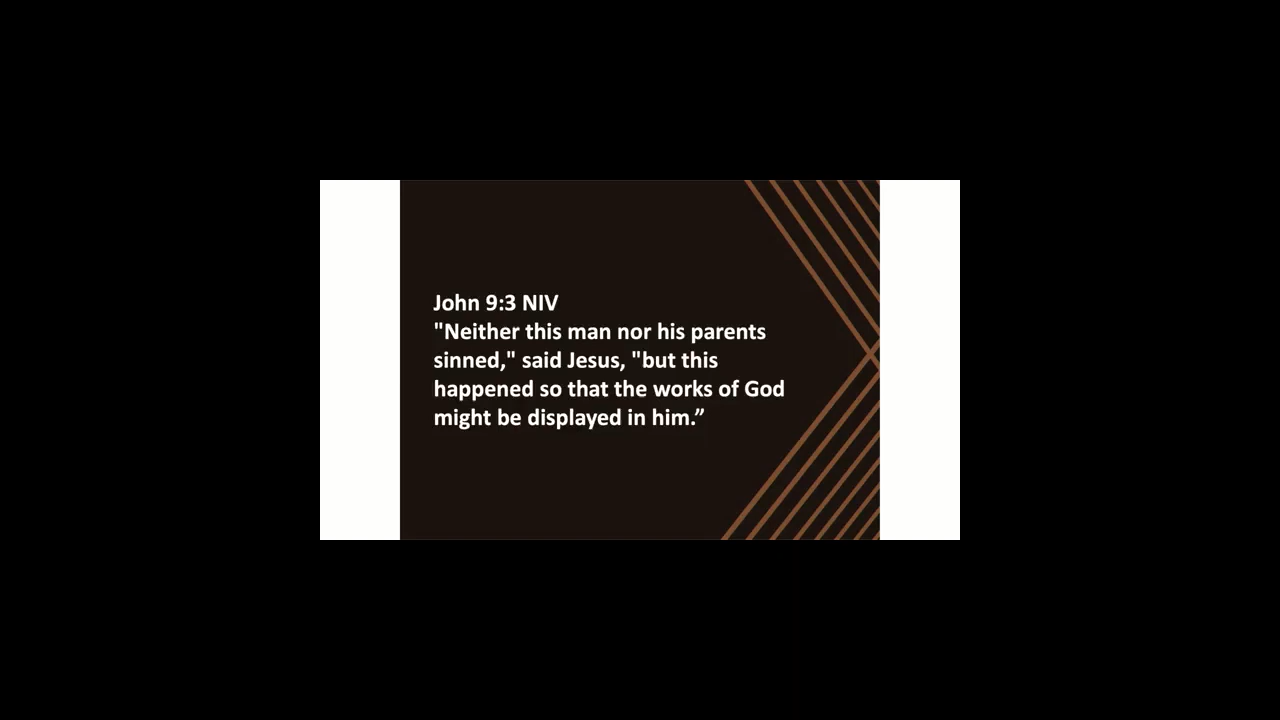 John 9:3 NIV
"Neither this man nor his parents
sinned," said Jesus, "but this
happened so that the works of God
might be displayed in him.”